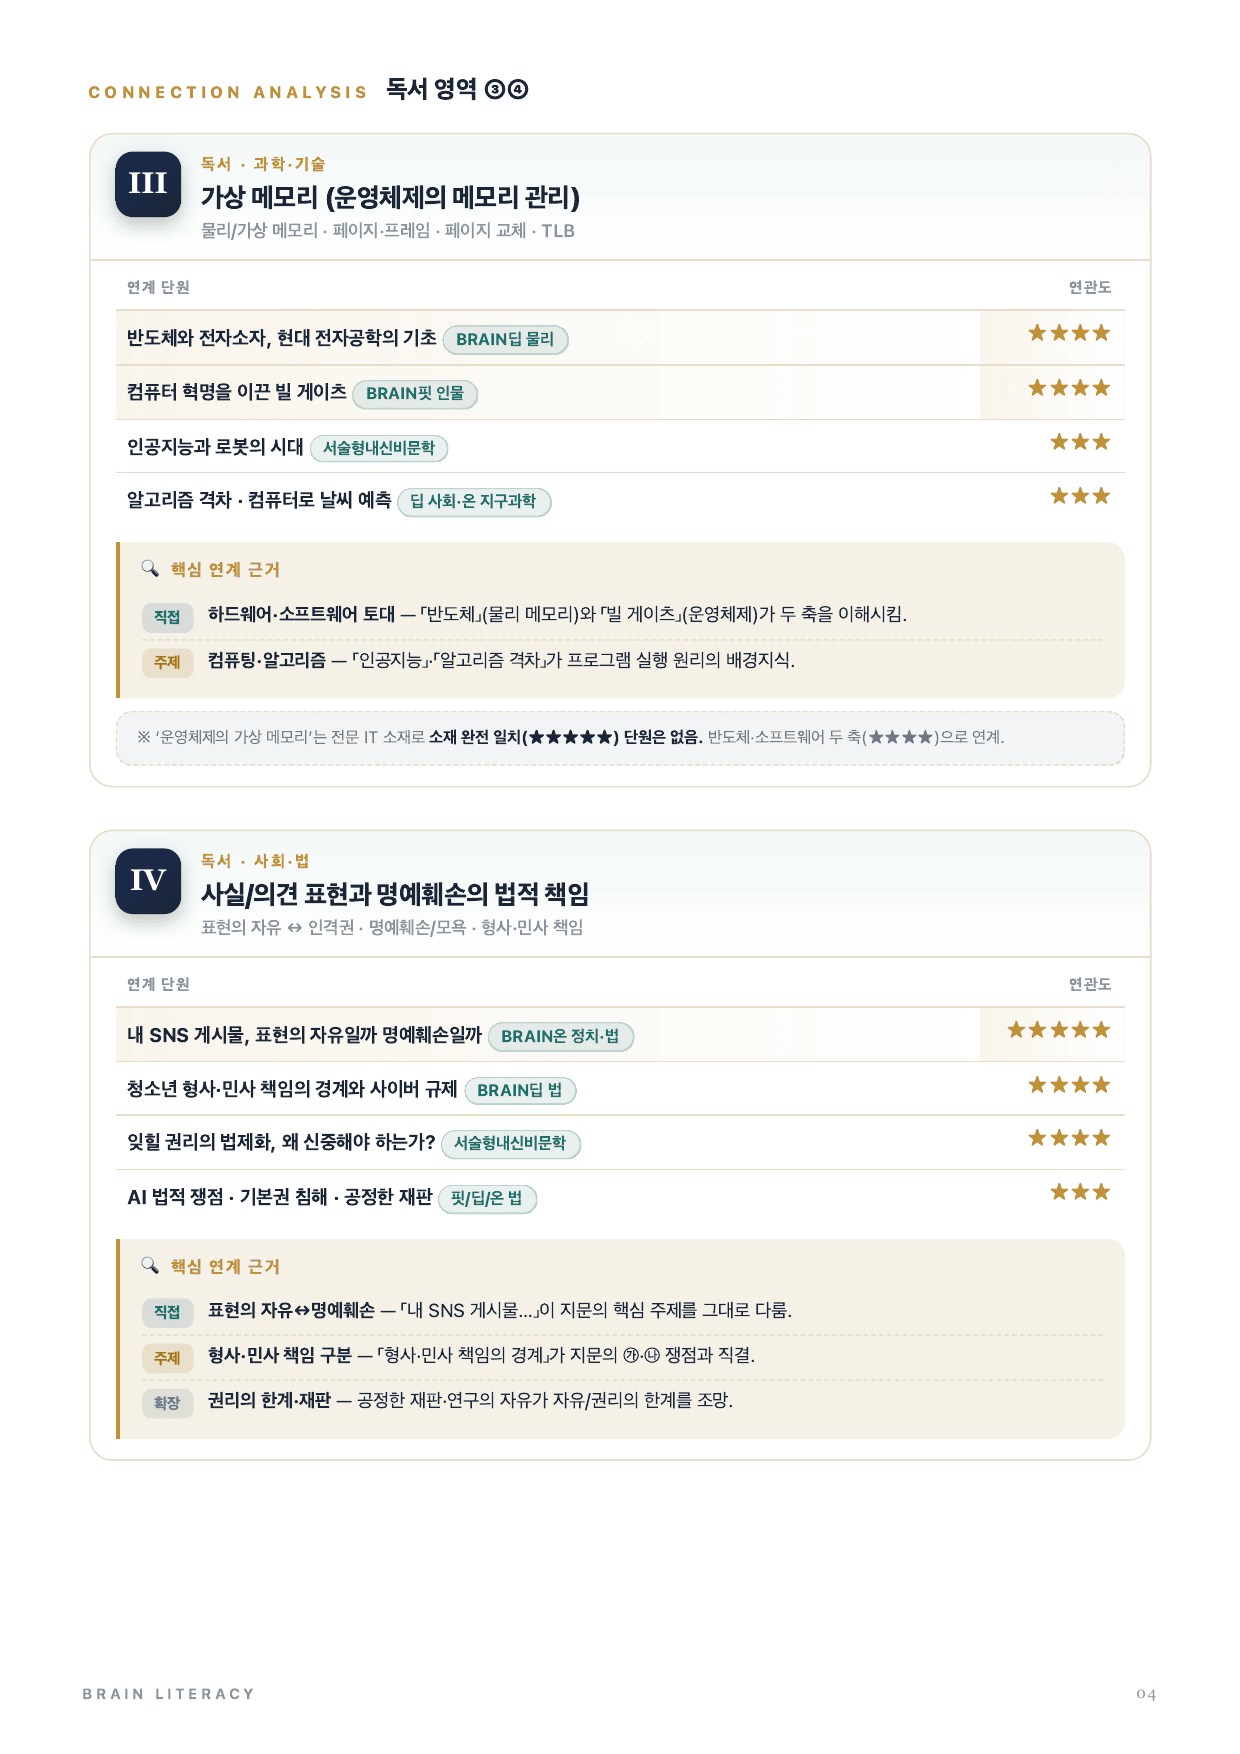 CONNECTION ANALYSIS 독서 영역 ③④
III
독서 · 과학·기술
가상 메모리 (운영체제의 메모리 관리)
물리/가상 메모리 · 페이지·프레임 · 페이지 교체 · TLB
연계 단원 연관도
반도체와 전자소자, 현대 전자공학의 기초 BRAIN딥 물리 ★★★★
컴퓨터 혁명을 이끈 빌 게이츠 BRAIN핏 인물 ★★★★
인공지능과 로봇의 시대 서술형내신비문학 ★★★
알고리즘 격차 · 컴퓨터로 날씨 예측 딥 사회·온 지구과학 ★★★
🔍 핵심 연계 근거
직접 하드웨어·소프트웨어 토대 — 「반도체」(물리 메모리)와 「빌 게이츠」(운영체제)가 두 축을 이해시킴.
주제 컴퓨팅·알고리즘 — 「인공지능」·「알고리즘 격차」가 프로그램 실행 원리의 배경지식.
※ ‘운영체제의 가상 메모리’는 전문 IT 소재로 소재 완전 일치(★★★★★) 단원은 없음. 반도체·소프트웨어 두 축(★★★★)으로 연계.
IV
독서 · 사회·법
사실/의견 표현과 명예훼손의 법적 책임
표현의 자유 ↔ 인격권 · 명예훼손/모욕 · 형사·민사 책임
연계 단원 연관도
내 SNS 게시물, 표현의 자유일까 명예훼손일까 BRAIN온 정치·법 ★★★★★
청소년 형사·민사 책임의 경계와 사이버 규제 BRAIN딥 법 ★★★★
잊힐 권리의 법제화, 왜 신중해야 하는가? 서술형내신비문학 ★★★★
AI 법적 쟁점 · 기본권 침해 · 공정한 재판 핏/딥/온 법 ★★★
🔍 핵심 연계 근거
직접 표현의 자유↔명예훼손 — 「내 SNS 게시물…」이 지문의 핵심 주제를 그대로 다룸.
주제 형사·민사 책임 구분 — 「형사·민사 책임의 경계」가 지문의 ㉮·㉯ 쟁점과 직결.
확장 권리의 한계·재판 — 공정한 재판·연구의 자유가 자유/권리의 한계를 조망.
BRAIN LITERACY 04